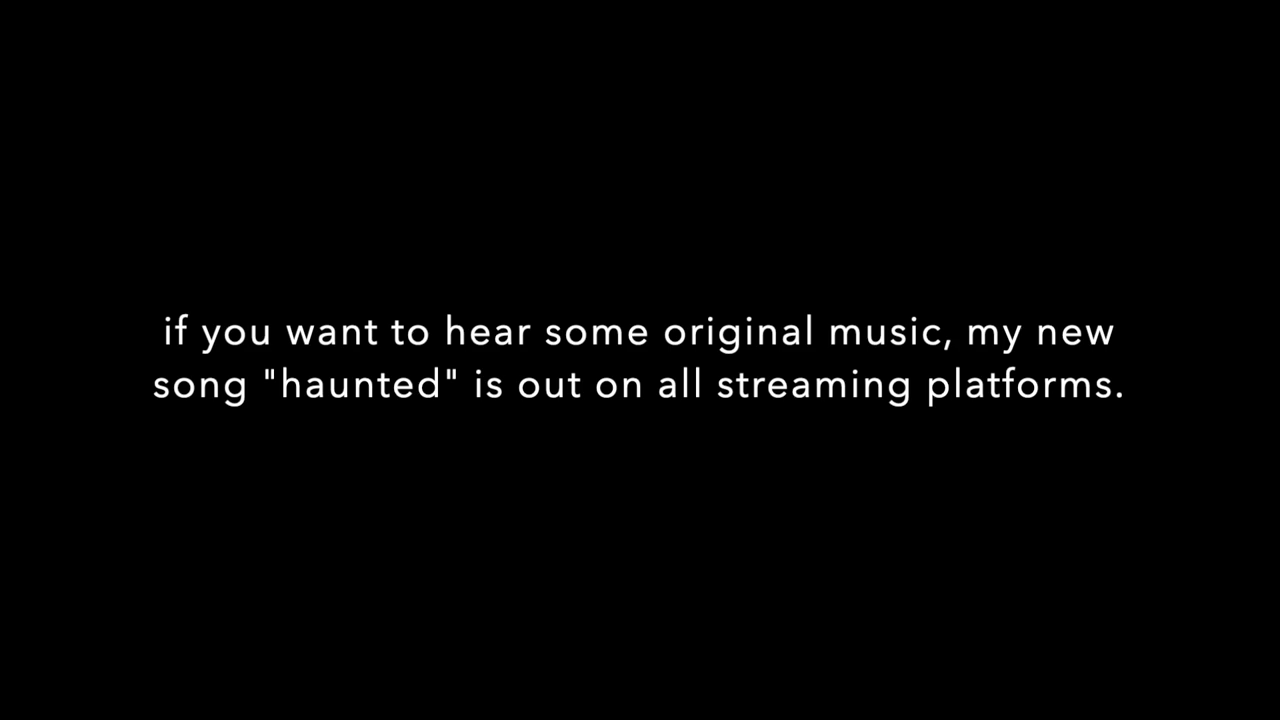 if you want to hear some original music, my new
song "haunted" is out on all streaming platforms.